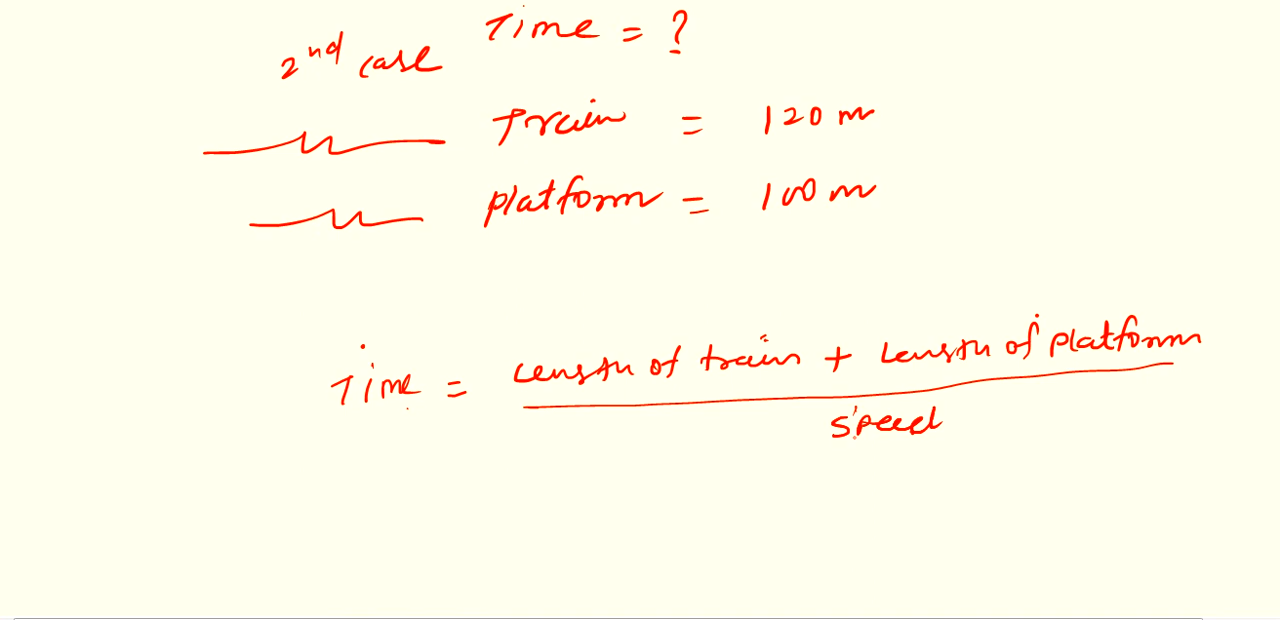 Time = ?
2nd case
Train = 120 m
Platform = 100 m
Time = Length of train + Length of platform
Speed